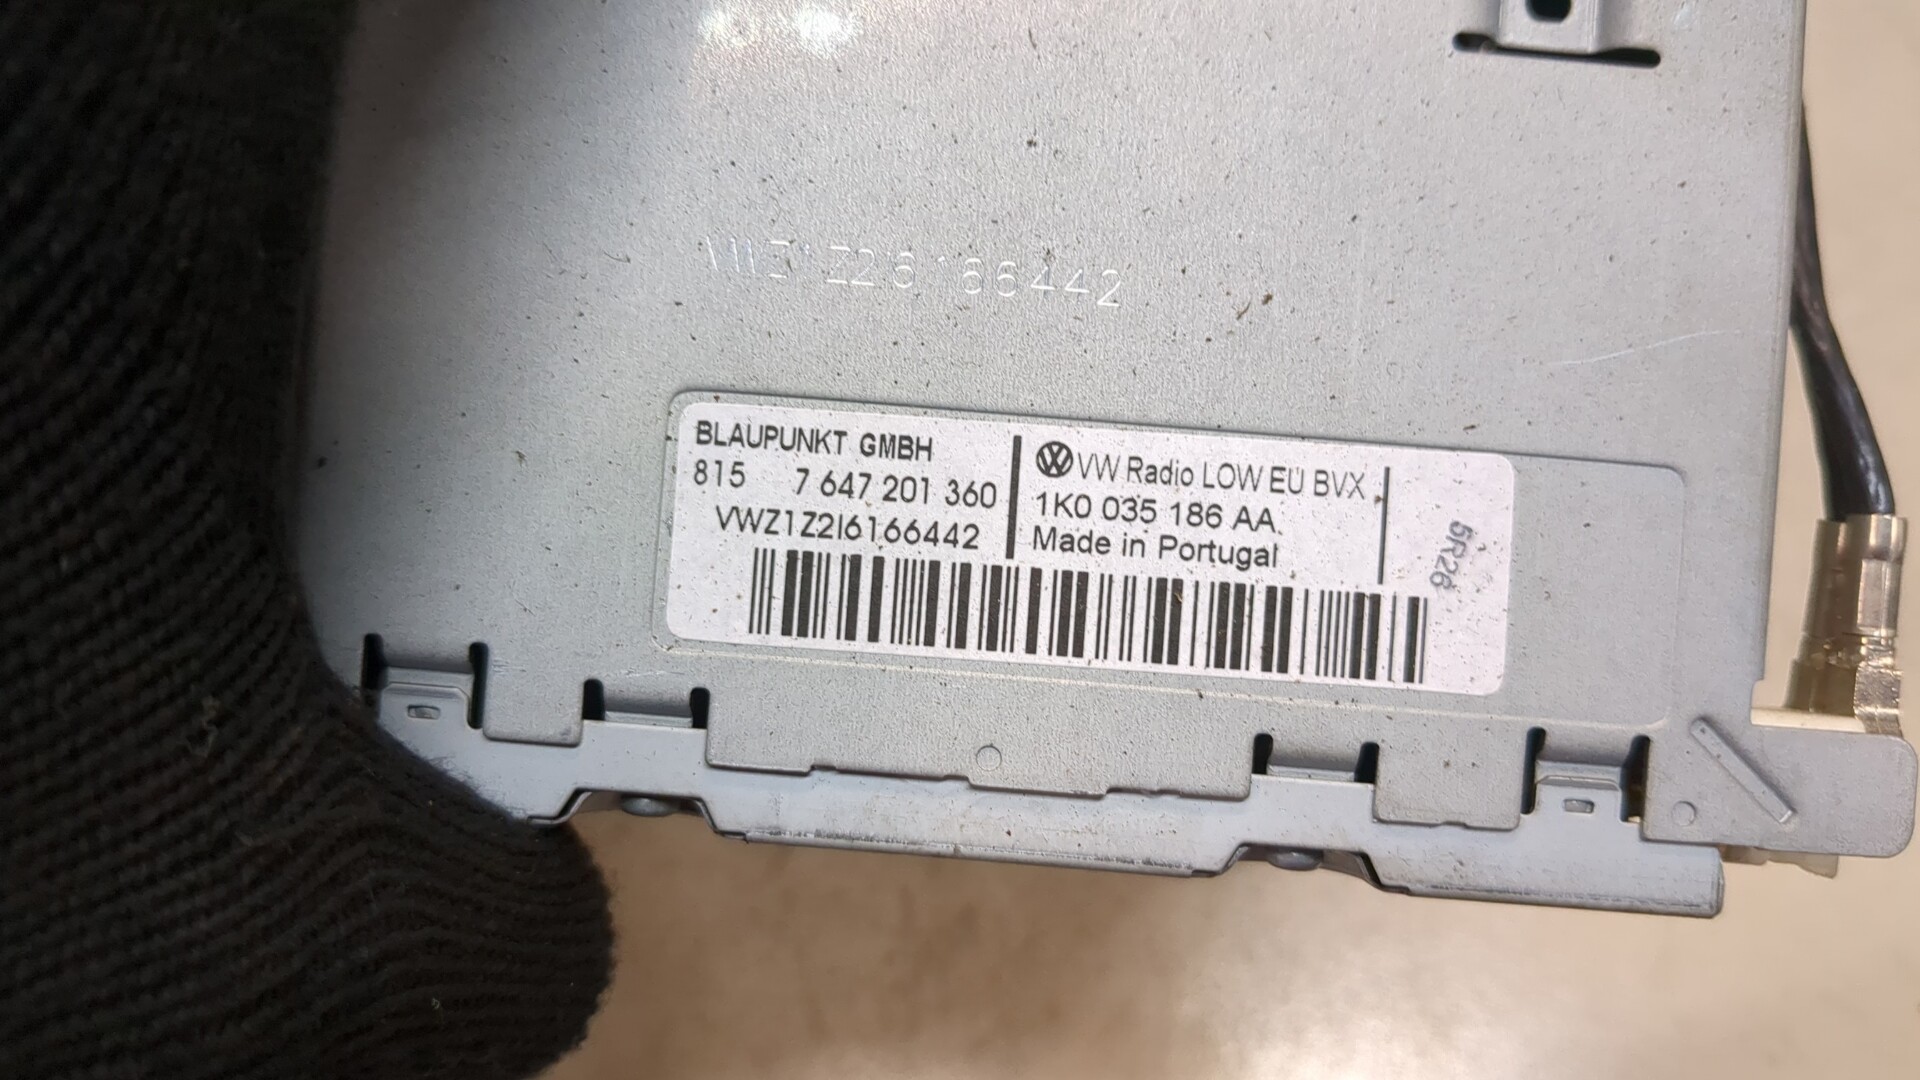 VWZ1Z2I6166442
BLAUPUNKT GMBH
815 7 647 201 360
VWZ1Z2I6166442
VW Radio LOW EU BVX
1K0 035 186 AA
Made in Portugal
5R26